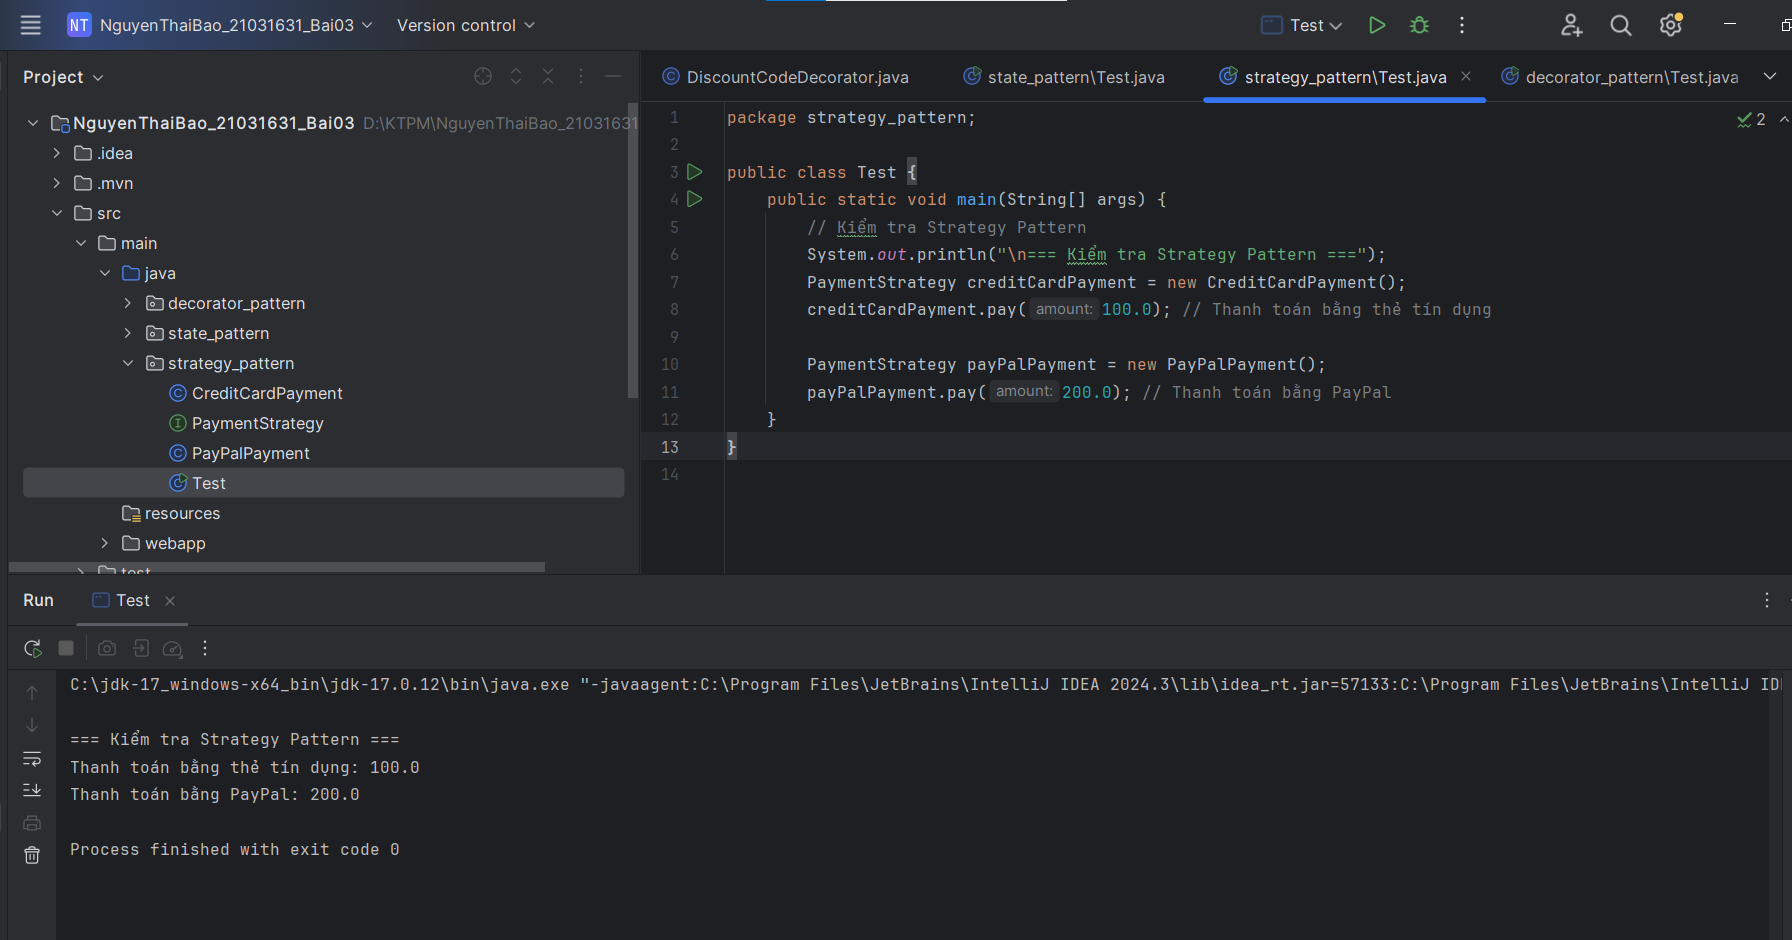 NT NguyenThaiBao_21031631_Bai03 Version control Test
Project
NguyenThaiBao_21031631_Bai03 D:\KTPM\NguyenThaiBao_21031631
.idea
.mvn
src
main
java
decorator_pattern
state_pattern
strategy_pattern
CreditCardPayment
PaymentStrategy
PayPalPayment
Test
resources
webapp
test
DiscountCodeDecorator.java state_pattern\Test.java strategy_pattern\Test.java decorator_pattern\Test.java
2
1 package strategy_pattern;
2
3 public class Test {
4 public static void main(String[] args) {
5 // Kiểm tra Strategy Pattern
6 System.out.println("\n=== Kiểm tra Strategy Pattern ===");
7 PaymentStrategy creditCardPayment = new CreditCardPayment();
8 creditCardPayment.pay( amount: 100.0); // Thanh toán bằng thẻ tín dụng
9
10 PaymentStrategy payPalPayment = new PayPalPayment();
11 payPalPayment.pay( amount: 200.0); // Thanh toán bằng PayPal
12 }
13 }
14
Run Test
C:\jdk-17_windows-x64_bin\jdk-17.0.12\bin\java.exe "-javaagent:C:\Program Files\JetBrains\IntelliJ IDEA 2024.3\lib\idea_rt.jar=57133:C:\Program Files\JetBrains\IntelliJ IDE
=== Kiểm tra Strategy Pattern ===
Thanh toán bằng thẻ tín dụng: 100.0
Thanh toán bằng PayPal: 200.0
Process finished with exit code 0